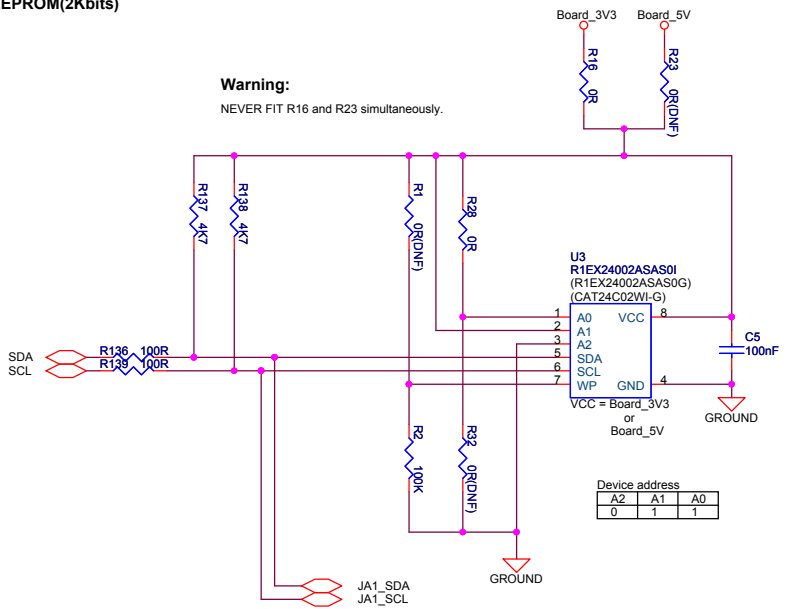 EPROM(2Kbits)
Board_3V3 Board_5V
R16 0R
R23 0R(DNF)
Warning:
NEVER FIT R16 and R23 simultaneously.
R137 4K7
R138 4K7
R1 0R(DNF)
R28 0R
U3
R1EX24002ASAS0I
(R1EX24002ASAS0G)
(CAT24C02WI-G)
1 A0 VCC 8
2 A1
3 A2
5 SDA
6 SCL
7 WP GND 4
C5
100nF
SDA R136 100R
SCL R139 100R
VCC = Board_3V3
or
Board_5V
GROUND
R2 100K
R32 0R(DNF)
Device address
A2 A1 A0
0 1 1
GROUND
JA1_SDA
JA1_SCL